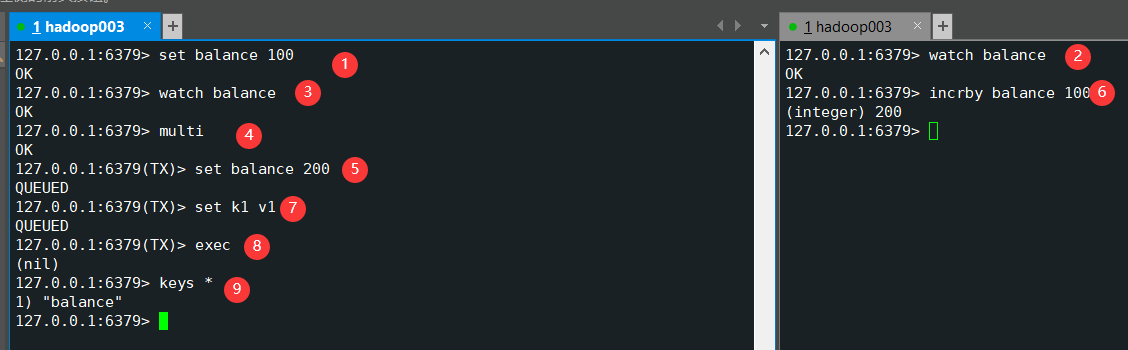 1 hadoop003 × +
127.0.0.1:6379> set balance 100 1
OK
127.0.0.1:6379> watch balance 3
OK
127.0.0.1:6379> multi 4
OK
127.0.0.1:6379(TX)> set balance 200 5
QUEUED
127.0.0.1:6379(TX)> set k1 v1 7
QUEUED
127.0.0.1:6379(TX)> exec 8
(nil)
127.0.0.1:6379> keys * 9
1) "balance"
127.0.0.1:6379>
1 hadoop003 × +
127.0.0.1:6379> watch balance 2
OK
127.0.0.1:6379> incrby balance 100 6
(integer) 200
127.0.0.1:6379>